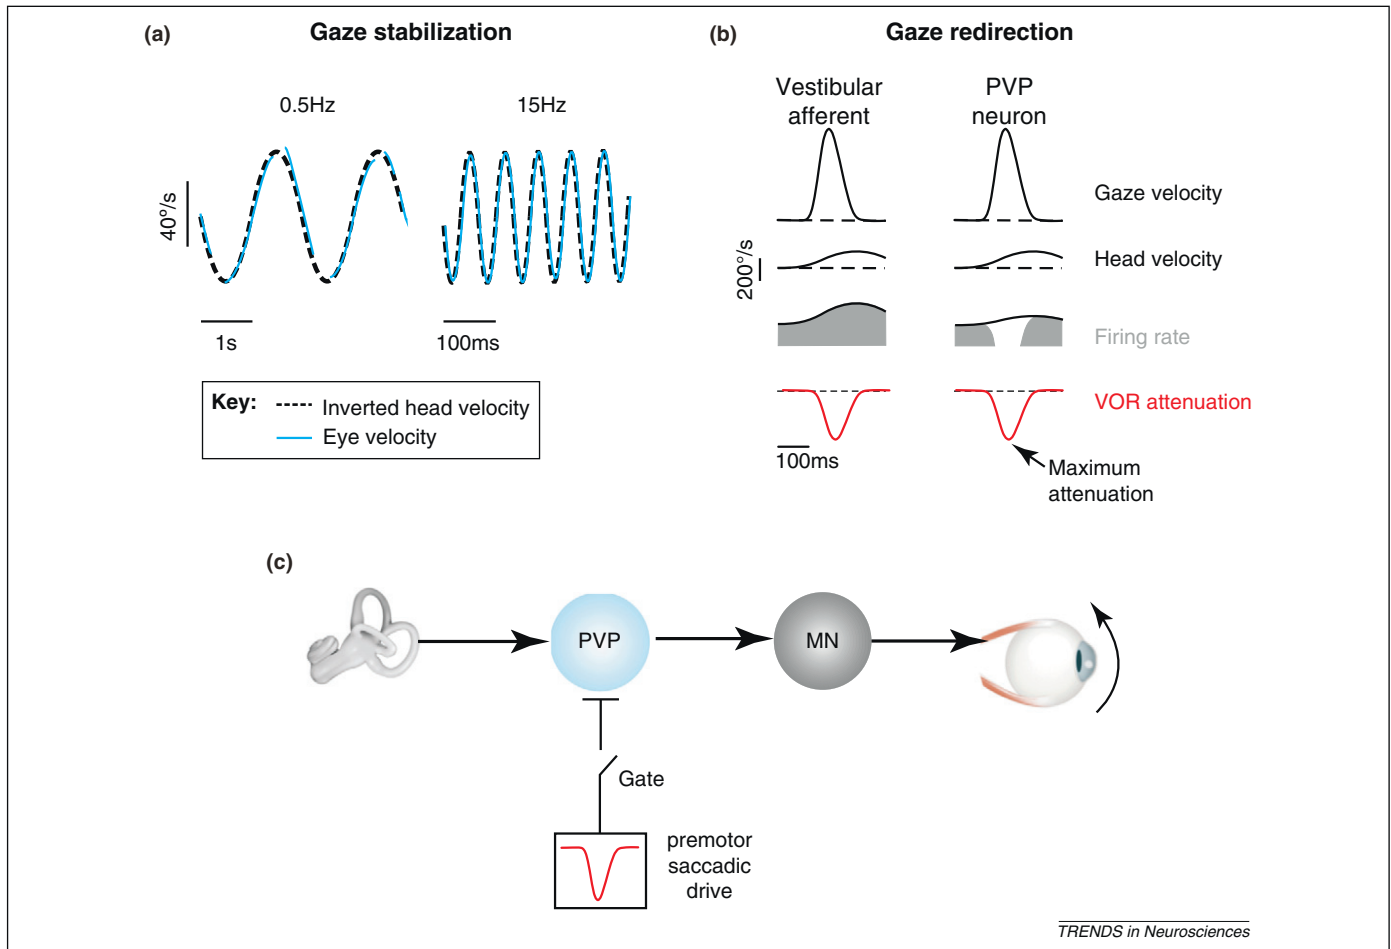 (a) Gaze stabilization
0.5Hz 15Hz
40º/s
1s 100ms
Key: Inverted head velocity
Eye velocity
(b) Gaze redirection
Vestibular
afferent
PVP
neuron
Gaze velocity
200°/s
Head velocity
Firing rate
VOR attenuation
100ms
Maximum
attenuation
(c)
PVP
MN
Gate
premotor
saccadic
drive
TRENDS in Neurosciences